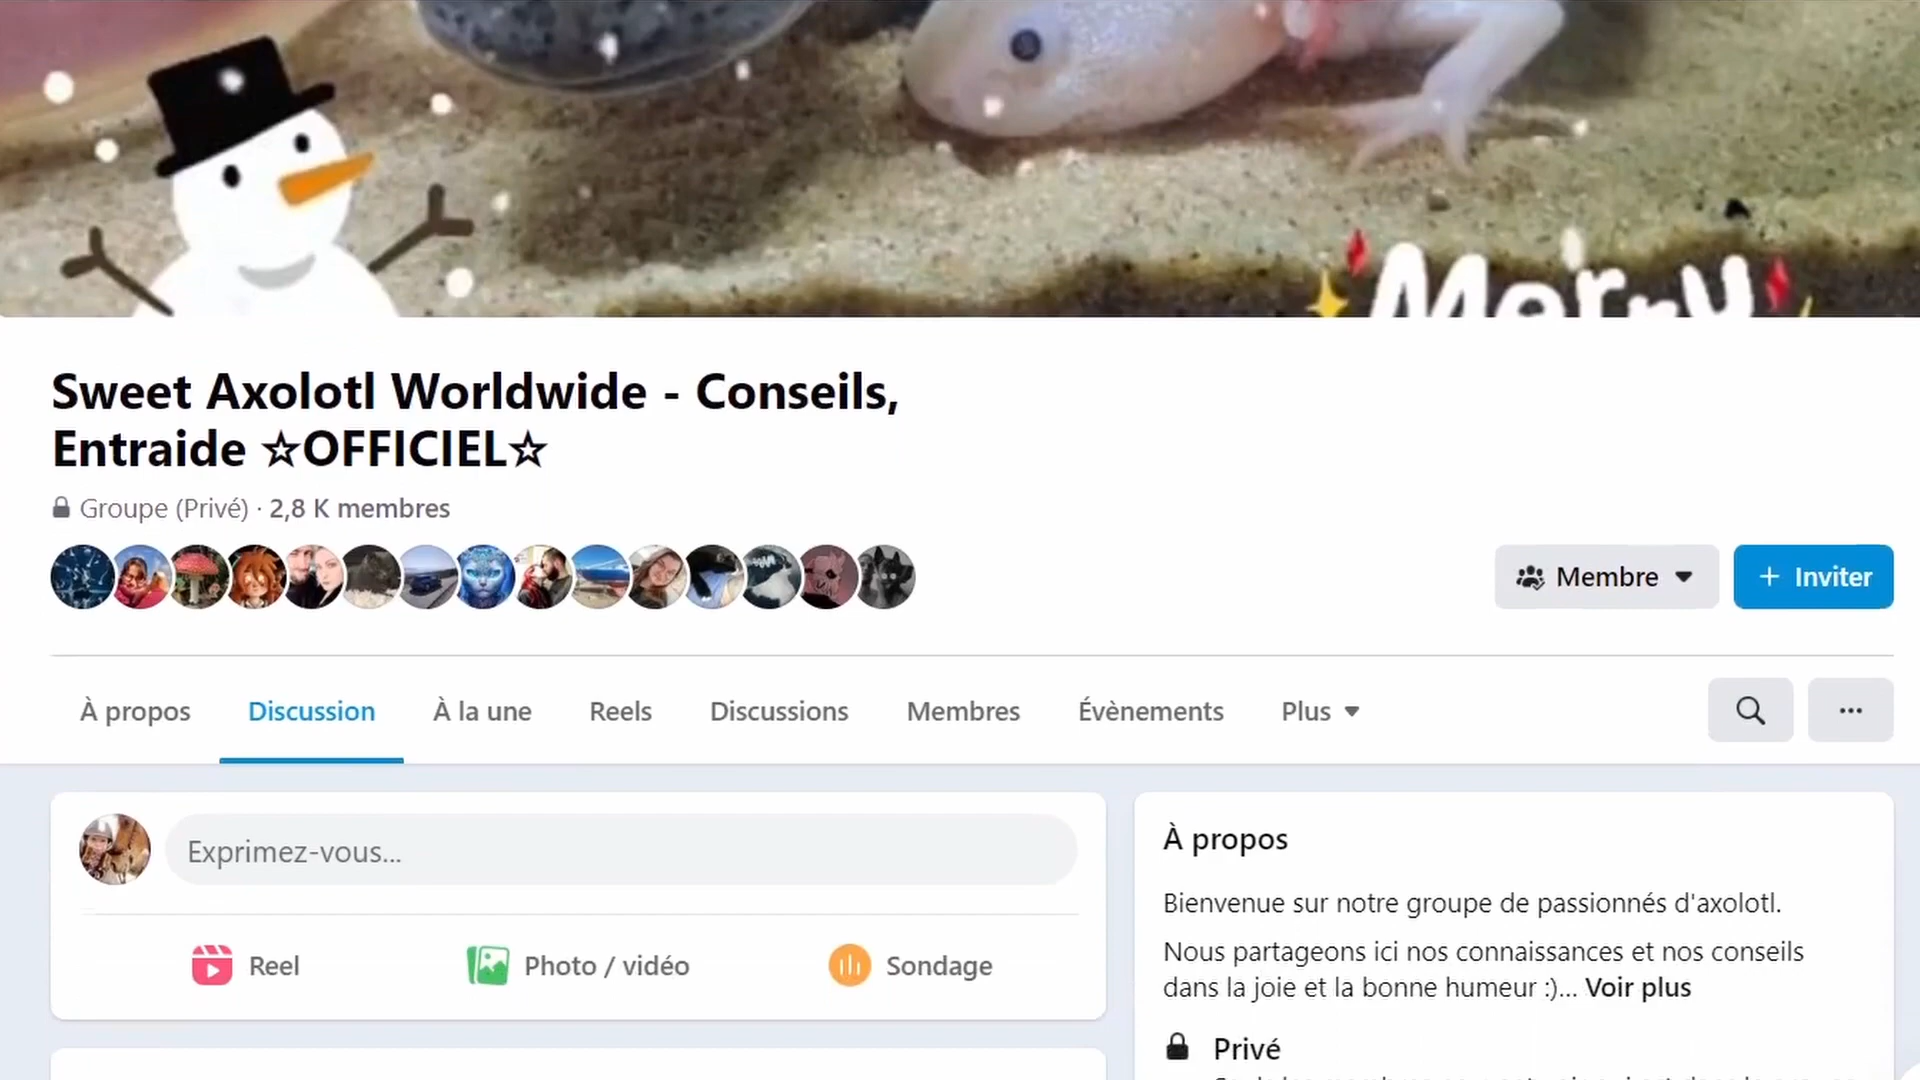 Merry
Sweet Axolotl Worldwide - Conseils,
Entraide ☆OFFICIEL☆
Groupe (Privé) · 2,8 K membres
Membre
+ Inviter
À propos
Discussion
À la une
Reels
Discussions
Membres
Évènements
Plus
Exprimez-vous...
Reel
Photo / vidéo
Sondage
À propos
Bienvenue sur notre groupe de passionnés d'axolotl.
Nous partageons ici nos connaissances et nos conseils
dans la joie et la bonne humeur :)... Voir plus
Privé